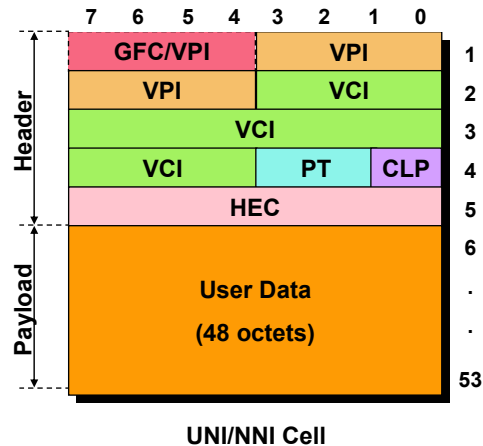 7 6 5 4 3 2 1 0
GFC/VPI VPI 1
VPI VCI 2
VCI 3
VCI PT CLP 4
HEC 5
Header
6
User Data
.
(48 octets)
.
53
Payload
UNI/NNI Cell